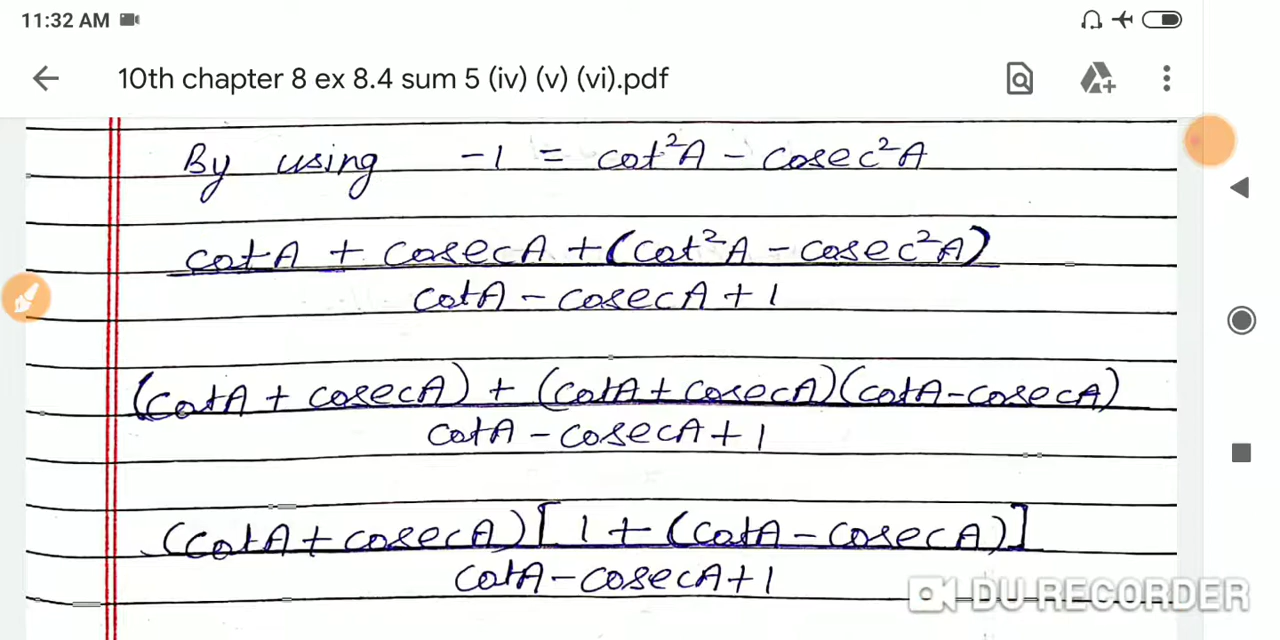 11:32 AM
10th chapter 8 ex 8.4 sum 5 (iv) (v) (vi).pdf
By using -1 = cot²A - cosec²A
cotA + cosecA + (cot²A - cosec²A)
cotA - cosecA + 1
(cotA + cosecA) + (cotA + cosecA)(cotA - cosecA)
cotA - cosecA + 1
(cotA + cosecA)[1 + (cotA - cosecA)]
cotA - cosecA + 1
DU RECORDER